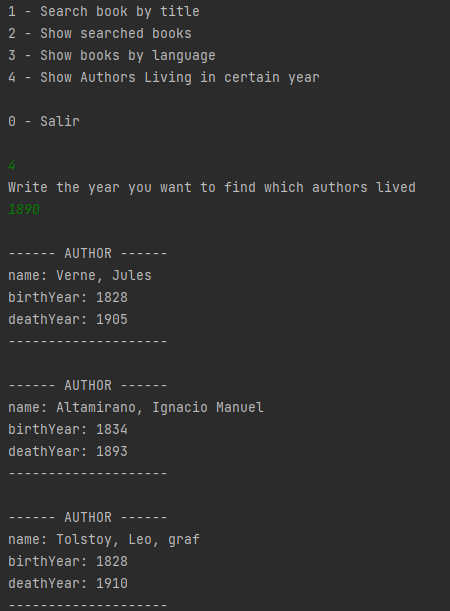 1 - Search book by title
2 - Show searched books
3 - Show books by language
4 - Show Authors Living in certain year
0 - Salir
4
Write the year you want to find which authors lived
1890
------ AUTHOR ------
name: Verne, Jules
birthYear: 1828
deathYear: 1905
--------------------
------ AUTHOR ------
name: Altamirano, Ignacio Manuel
birthYear: 1834
deathYear: 1893
--------------------
------ AUTHOR ------
name: Tolstoy, Leo, graf
birthYear: 1828
deathYear: 1910
--------------------